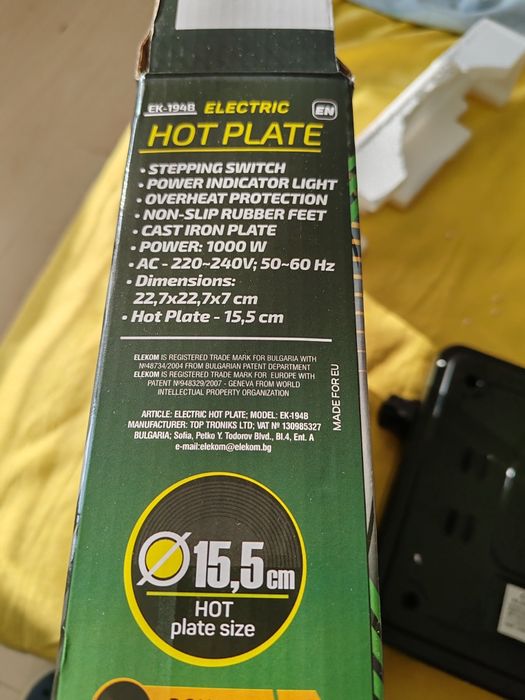 EK-194B ELECTRIC EN
HOT PLATE
• STEPPING SWITCH
• POWER INDICATOR LIGHT
• OVERHEAT PROTECTION
• NON-SLIP RUBBER FEET
• CAST IRON PLATE
• POWER: 1000 W
• AC - 220~240V; 50~60 Hz
• Dimensions:
22,7x22,7x7 cm
• Hot Plate - 15,5 cm
ELEKOM IS REGISTERED TRADE MARK FOR BULGARIA WITH
№48734/2004 FROM BULGARIAN PATENT DEPARTMENT
ELEKOM IS REGISTERED TRADE MARK FOR EUROPE WITH
PATENT №948329/2007 - GENEVA FROM WORLD
INTELLECTUAL PROPERTY ORGANIZATION
MADE FOR EU
ARTICLE: ELECTRIC HOT PLATE; MODEL: EK-194B
MANUFACTURER: TOP TRONIKS LTD; VAT № 130985327
BULGARIA; Sofia, Petko Y. Todorov Blvd., Bl.4, Ent. A
e-mail:elekom@elekom.bg
Ø 15,5 cm
HOT
plate size